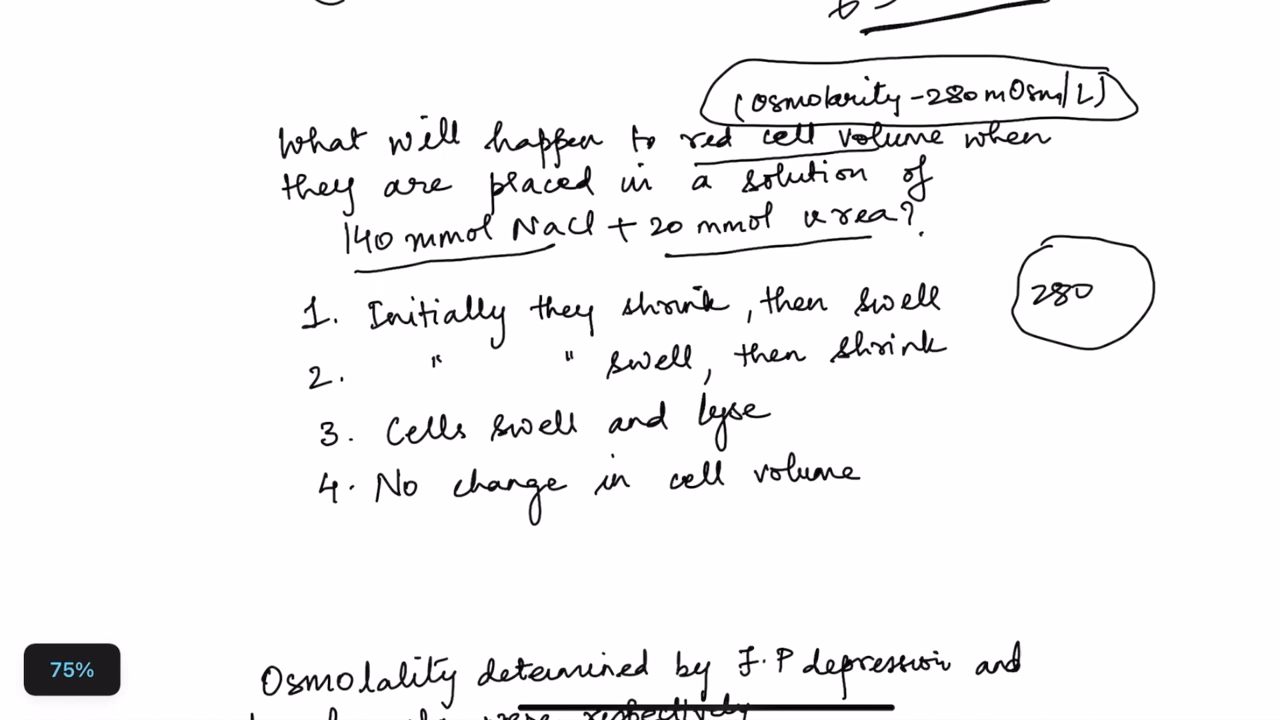 (Osmolarity - 280 mOsm/L)
What will happen to red cell volume when
they are placed in a solution of
140 mmol NaCl + 20 mmol urea?
280
1. Initially they shrink, then swell
2. " " swell, then shrink
3. Cells swell and lyse
4. No change in cell volume
75%
Osmolality determined by F.P depression and
were respectively